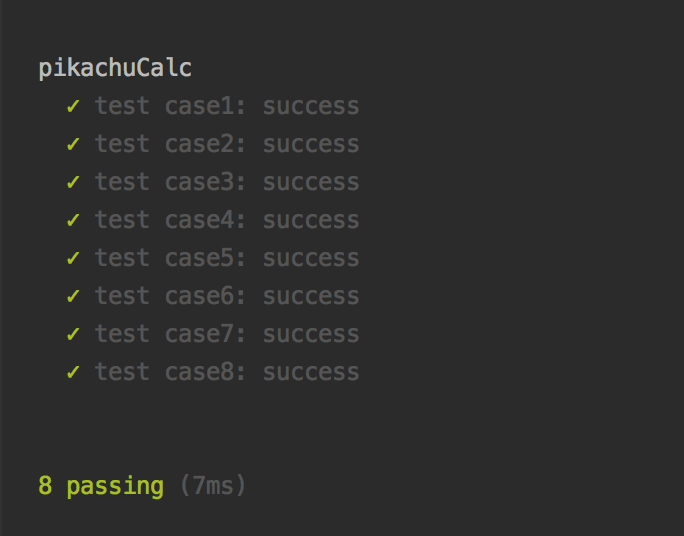 pikachuCalc
✓ test case1: success
✓ test case2: success
✓ test case3: success
✓ test case4: success
✓ test case5: success
✓ test case6: success
✓ test case7: success
✓ test case8: success
8 passing (7ms)